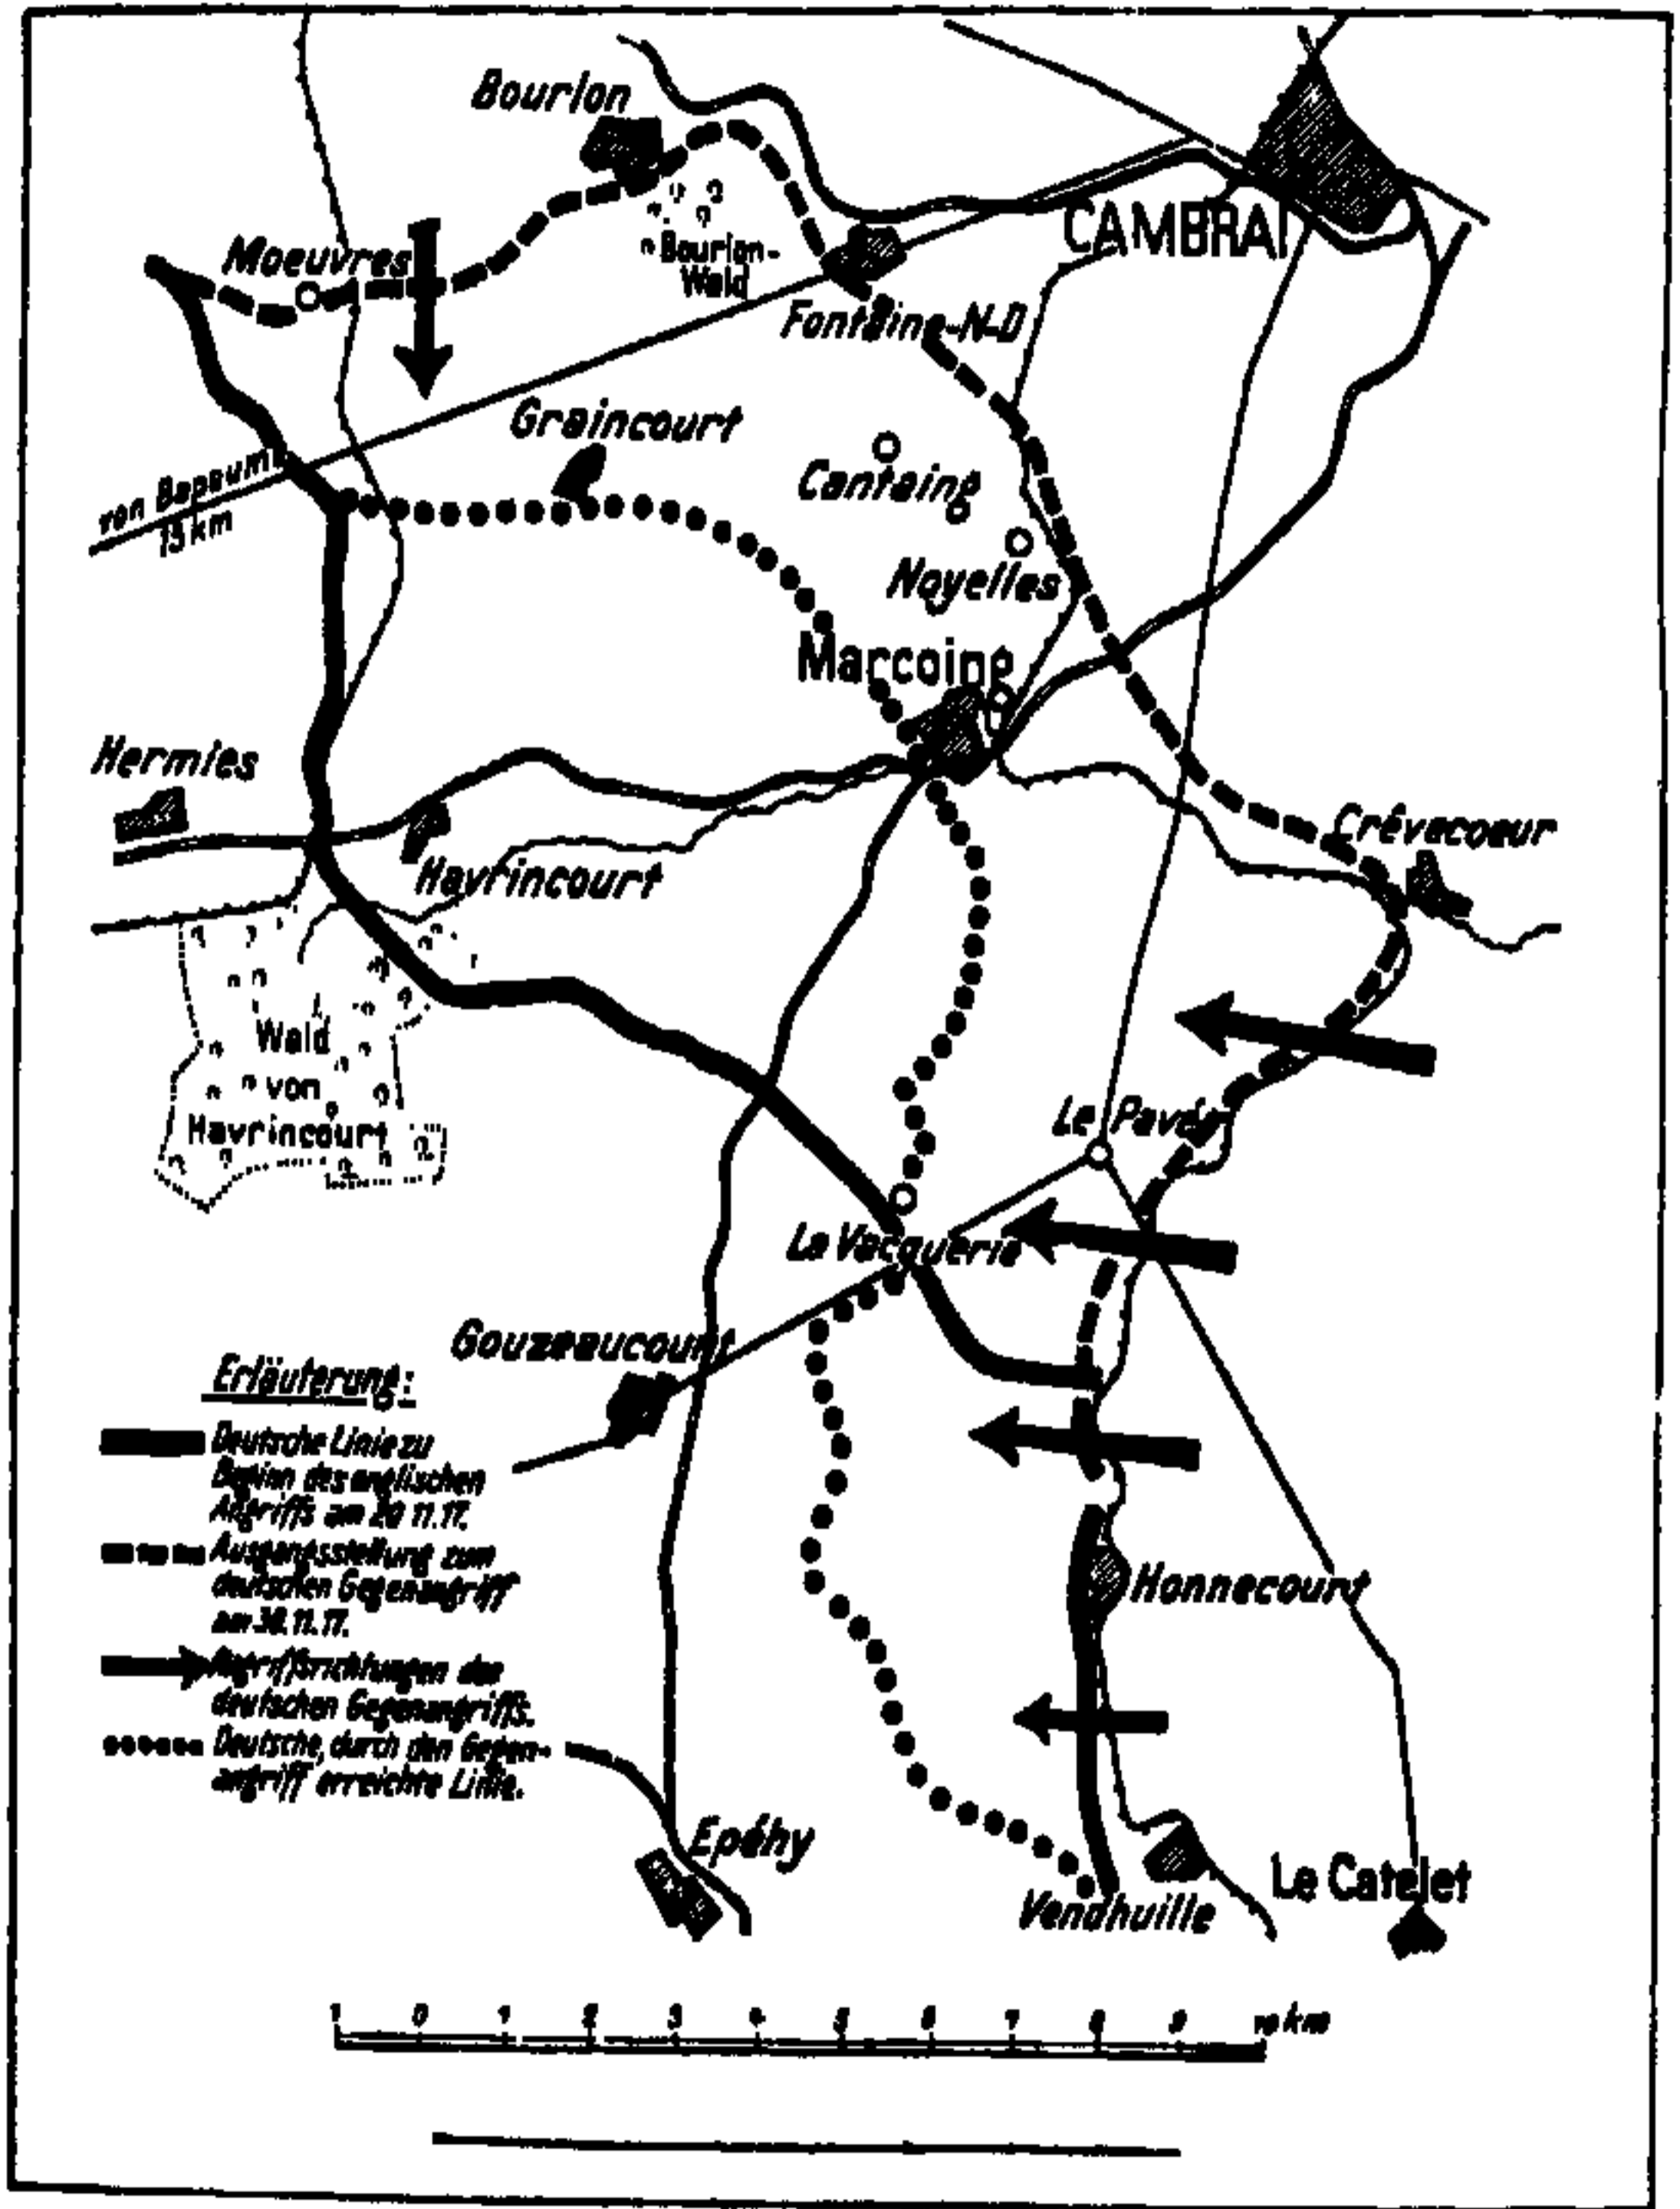 Bourlon
CAMBRAI
Moeuvres
Bourlon-
Wald
Fontaine-N-D
Graincourt
von Bapaume
15 km
Cantaing
Noyelles
Marcoing
Hermies
Crévecoeur
Havrincourt
Wald
von
Havrincourt
Le Pavé
La Vacquerie
Gouzeaucourt
Erläuterung:
Deutsche Linie zu
Beginn des englischen
Angriffs am 20.11.17.
Ausgangsstellung zum
deutschen Gegenangriff
am 30.11.17.
Angriffsrichtungen des
deutschen Gegenangriffs.
Deutsche, durch den Gegen-
angriff erreichte Linie.
Honnecourt
Epéhy
Vendhuille
Le Catelet
1 0 1 2 3 4 5 6 7 8 9 10 km